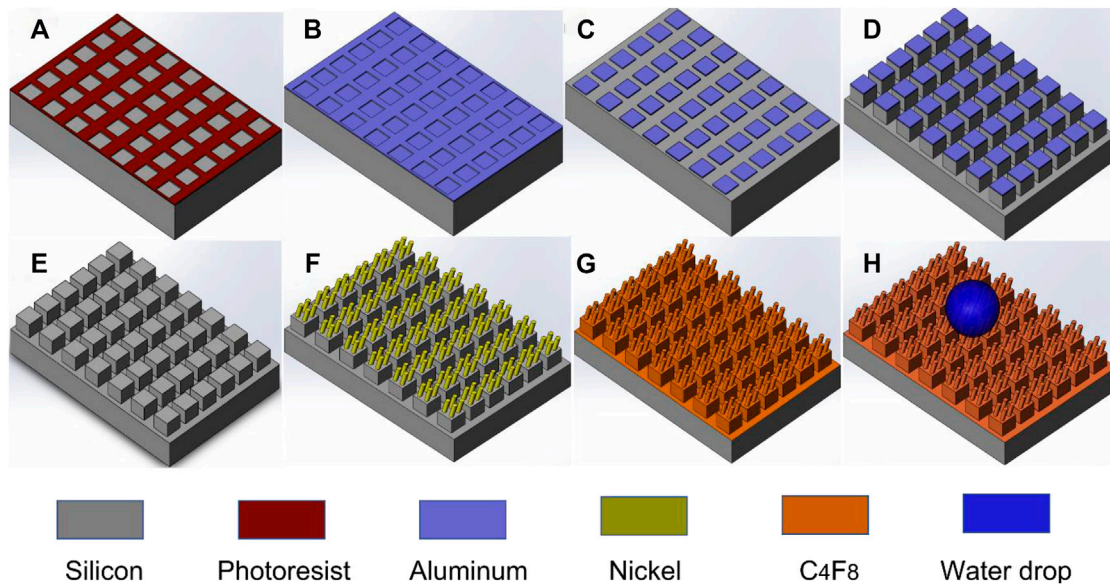 A B C D
E F G H
Silicon Photoresist Aluminum Nickel C4F8 Water drop